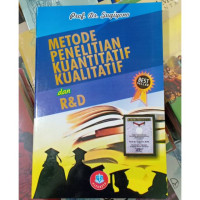 Prof. Dr. Sugiyono
METODE
PENELITIAN
KUANTITATIF
KUALITATIF
dan
R&D
BEST
SELLER